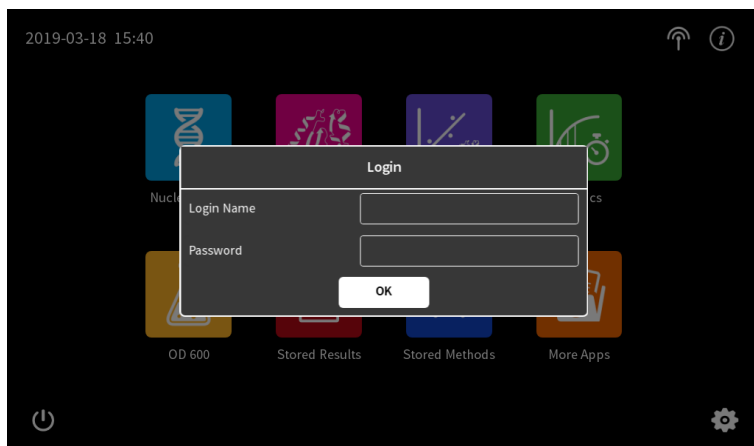 2019-03-18 15:40
Login
Login Name
Password
OK
OD 600
Stored Results
Stored Methods
More Apps